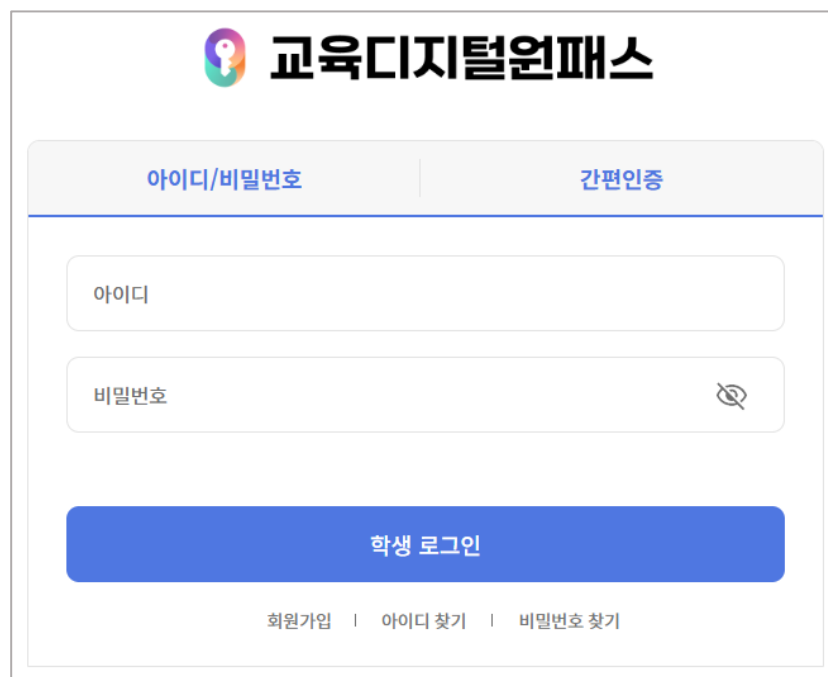 교육디지털원패스
아이디/비밀번호 간편인증
아이디
비밀번호
학생 로그인
회원가입 | 아이디 찾기 | 비밀번호 찾기